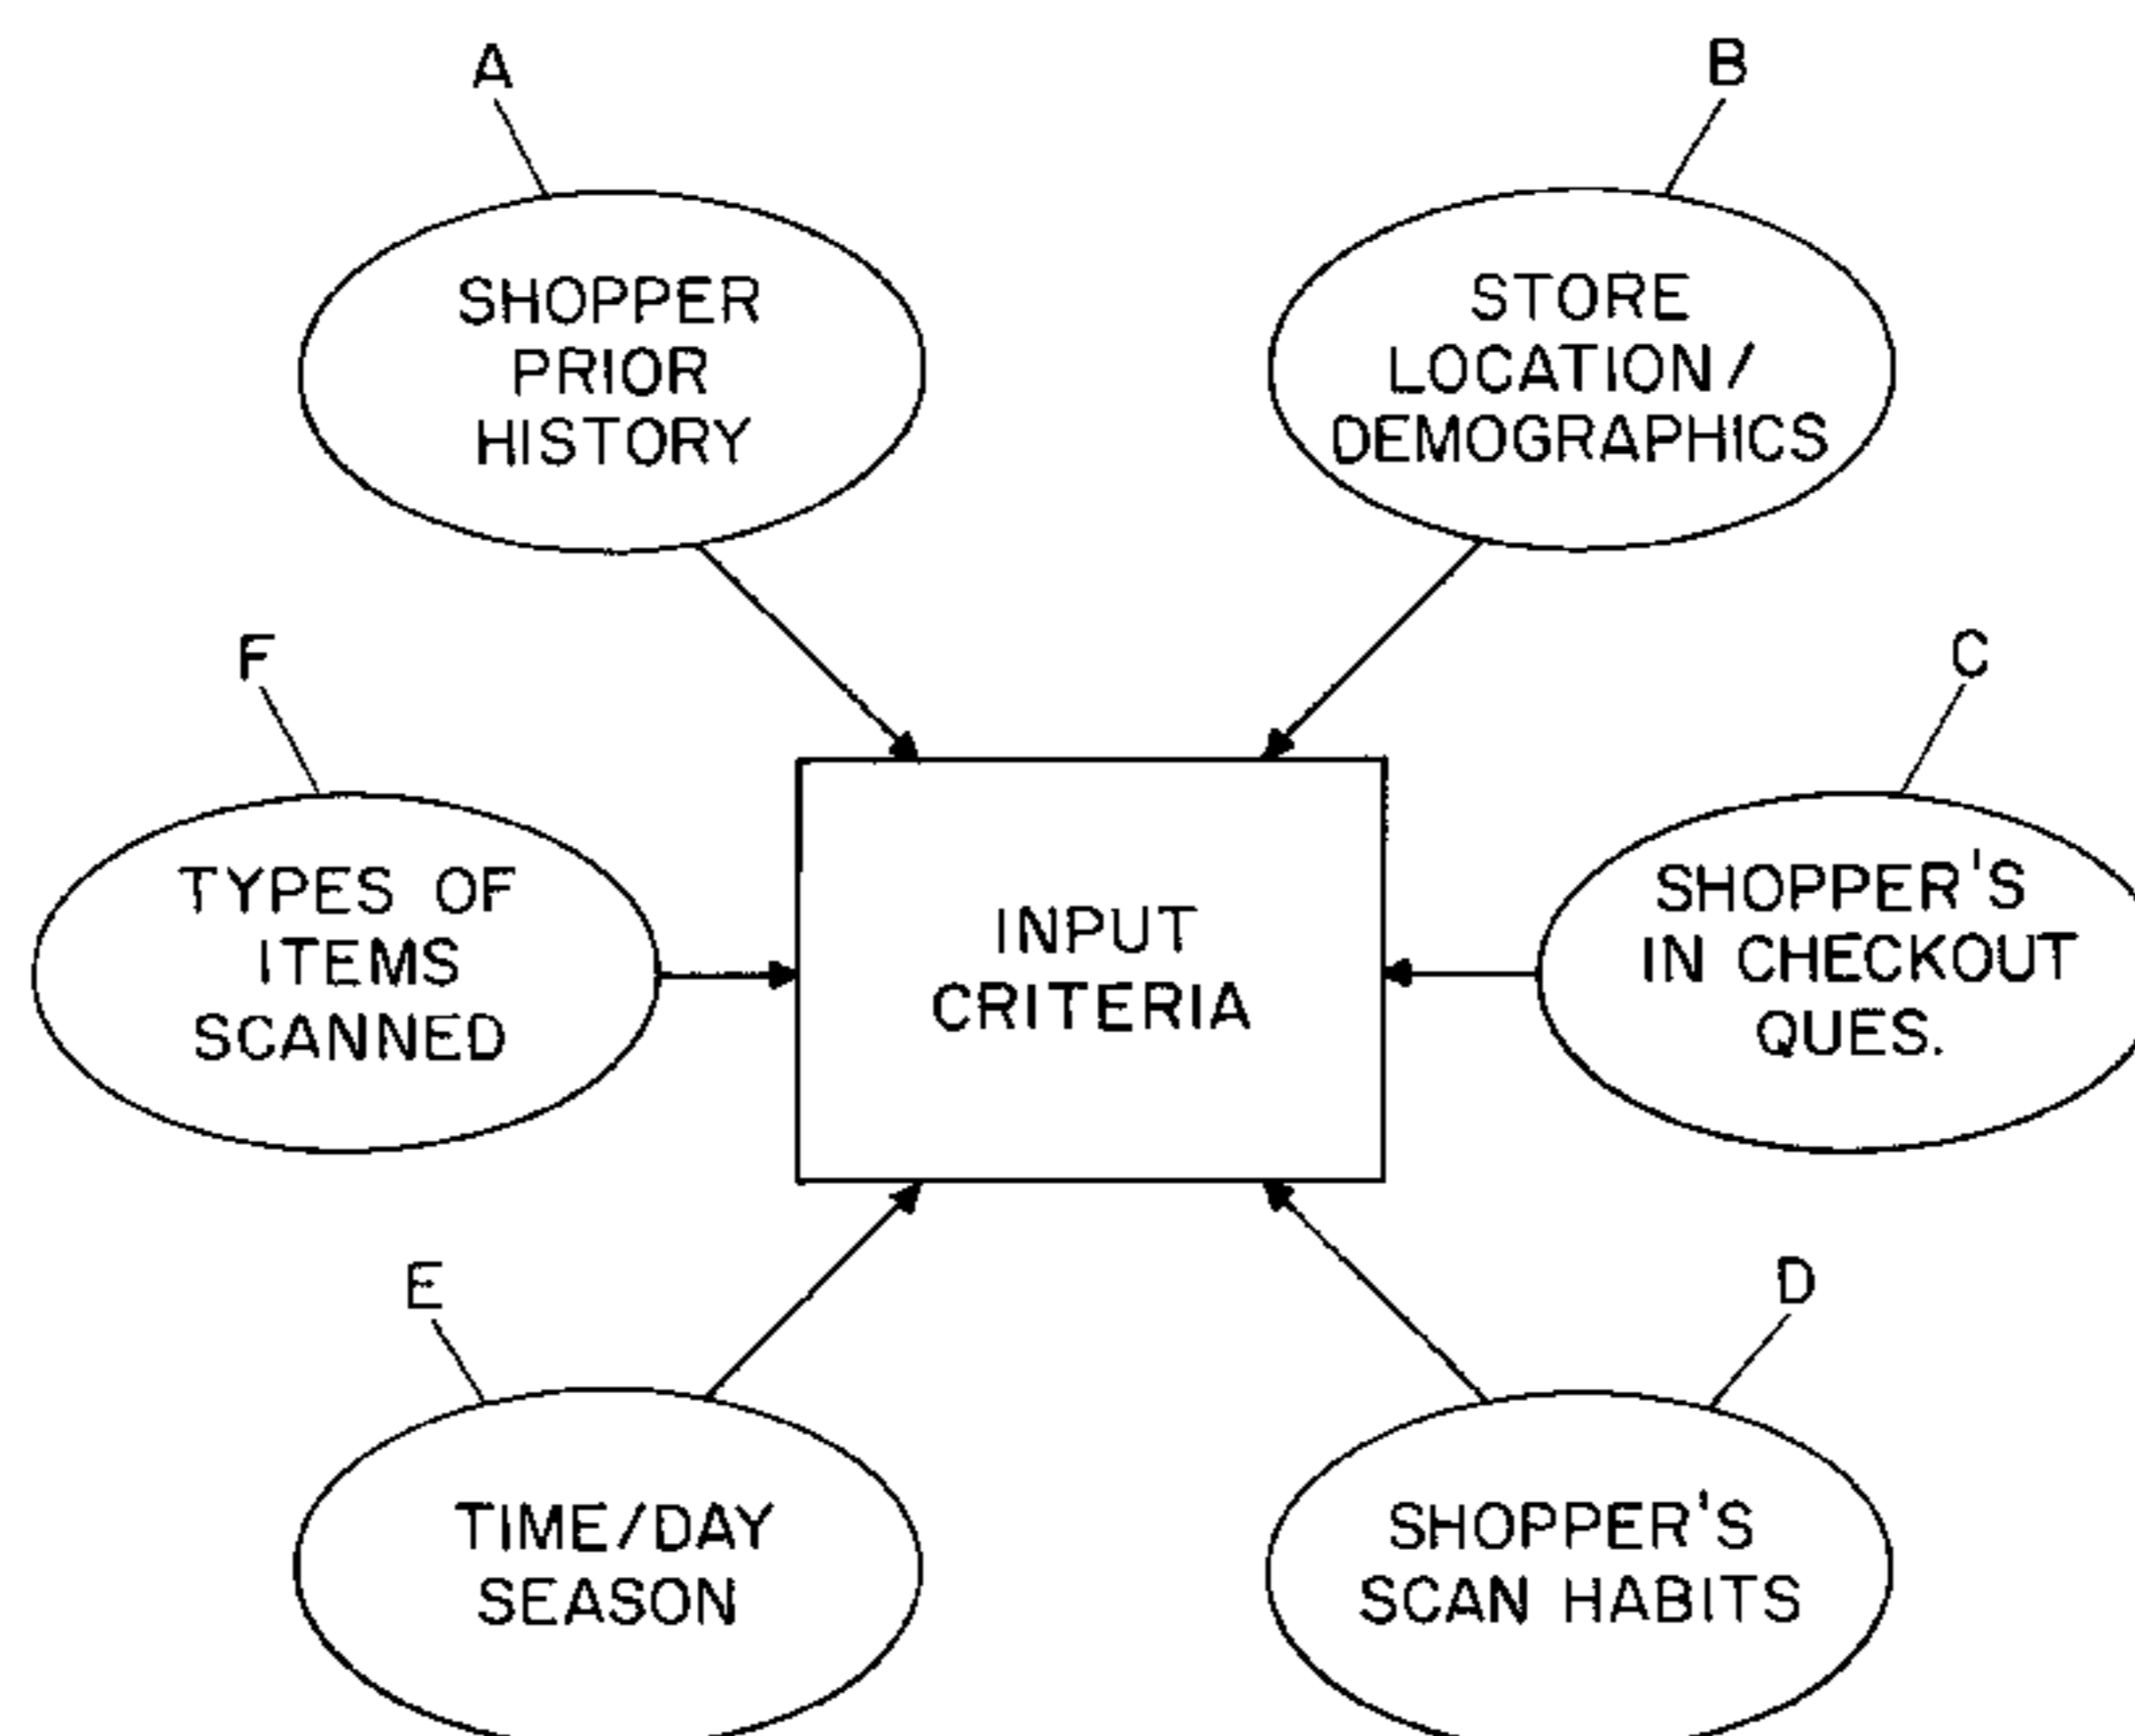 A
SHOPPER
PRIOR
HISTORY
B
STORE
LOCATION/
DEMOGRAPHICS
F
TYPES OF
ITEMS
SCANNED
INPUT
CRITERIA
C
SHOPPER'S
IN CHECKOUT
QUES.
E
TIME/DAY
SEASON
D
SHOPPER'S
SCAN HABITS